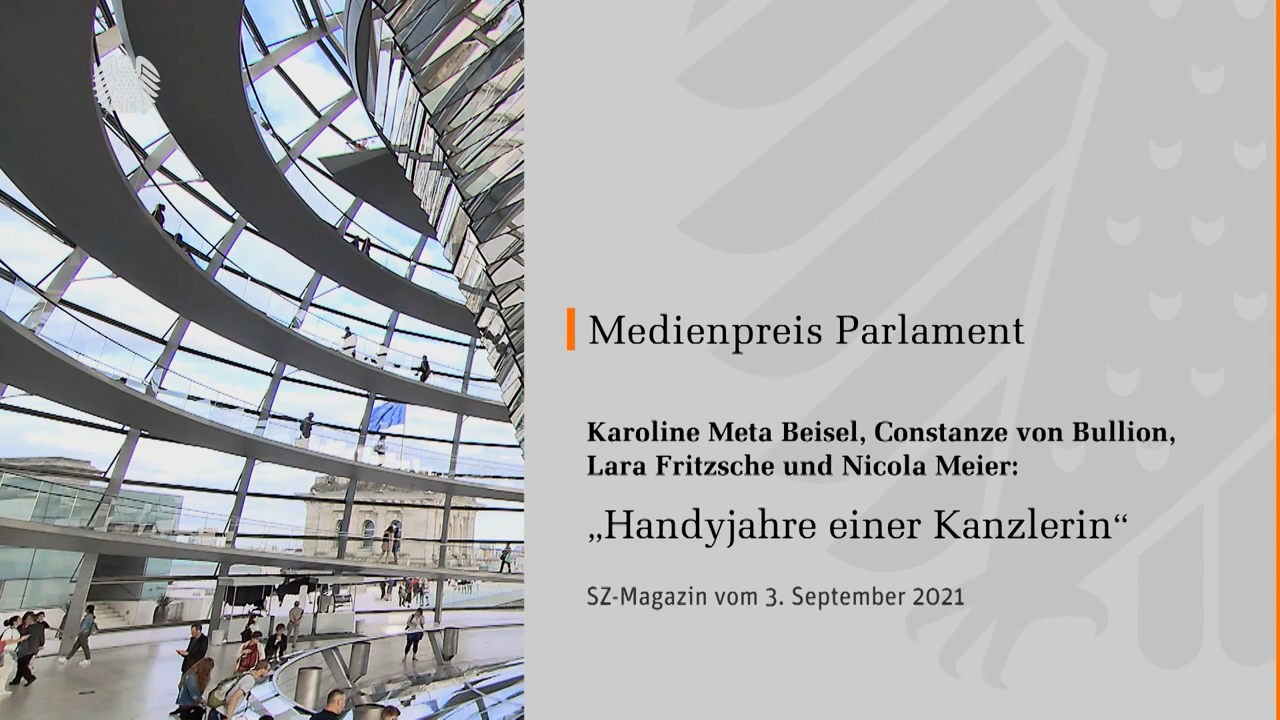 Medienpreis Parlament
Karoline Meta Beisel, Constanze von Bullion,
Lara Fritzsche und Nicola Meier:
„Handyjahre einer Kanzlerin“
SZ-Magazin vom 3. September 2021